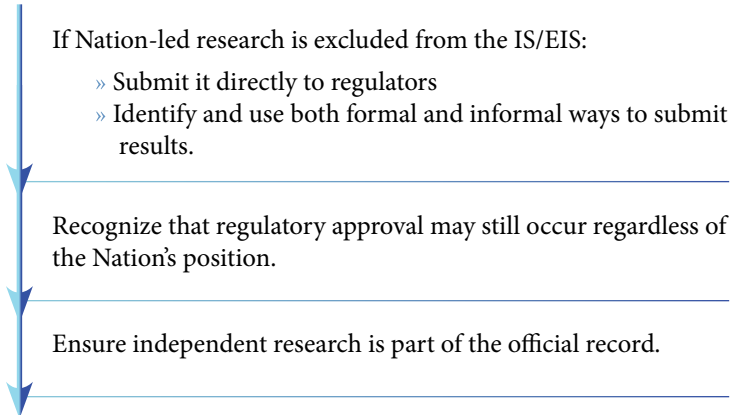 If Nation-led research is excluded from the IS/EIS:
» Submit it directly to regulators
» Identify and use both formal and informal ways to submit
results.
Recognize that regulatory approval may still occur regardless of
the Nation’s position.
Ensure independent research is part of the official record.